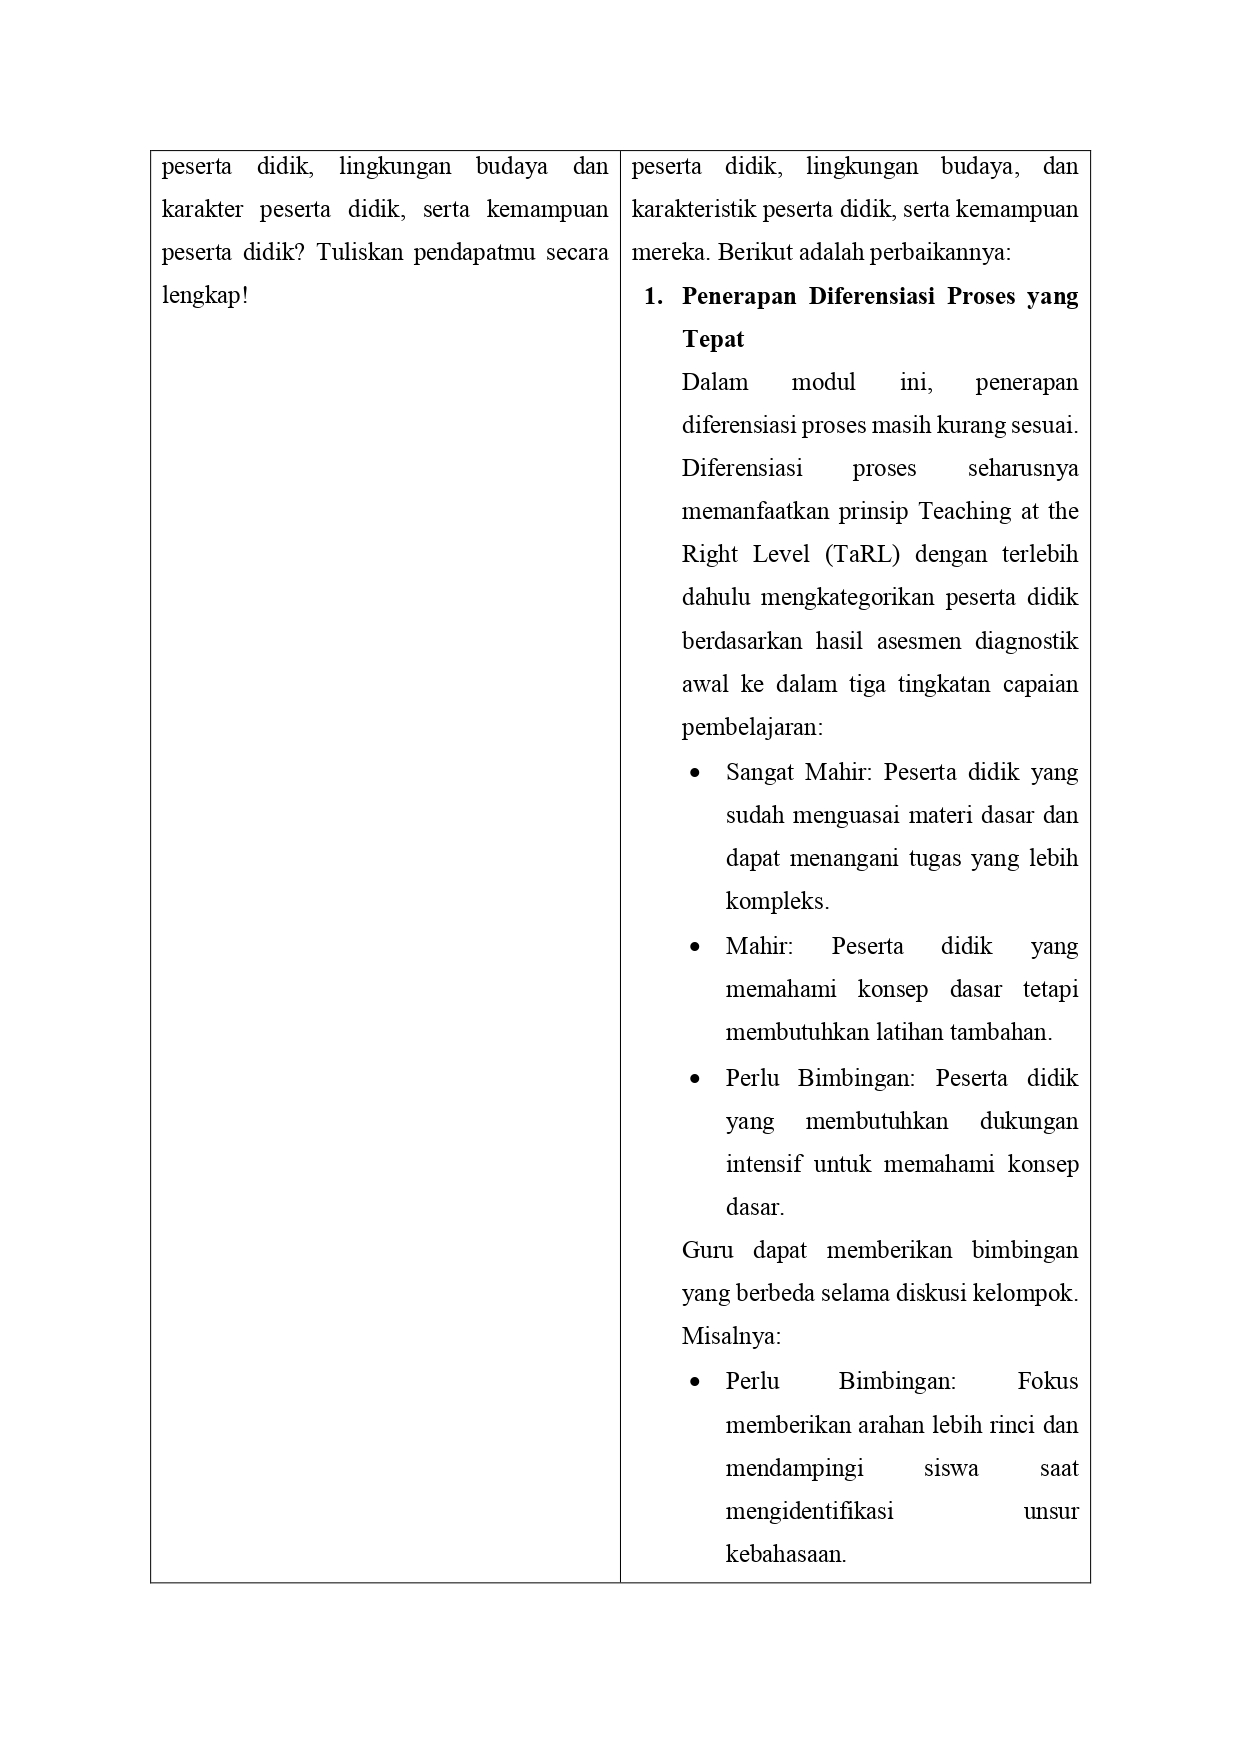 peserta didik, lingkungan budaya dan
karakter peserta didik, serta kemampuan
peserta didik? Tuliskan pendapatmu secara
lengkap!
peserta didik, lingkungan budaya, dan
karakteristik peserta didik, serta kemampuan
mereka. Berikut adalah perbaikannya:
1. Penerapan Diferensiasi Proses yang
Tepat
Dalam modul ini, penerapan
diferensiasi proses masih kurang sesuai.
Diferensiasi proses seharusnya
memanfaatkan prinsip Teaching at the
Right Level (TaRL) dengan terlebih
dahulu mengkategorikan peserta didik
berdasarkan hasil asesmen diagnostik
awal ke dalam tiga tingkatan capaian
pembelajaran:
• Sangat Mahir: Peserta didik yang
sudah menguasai materi dasar dan
dapat menangani tugas yang lebih
kompleks.
• Mahir: Peserta didik yang
memahami konsep dasar tetapi
membutuhkan latihan tambahan.
• Perlu Bimbingan: Peserta didik
yang membutuhkan dukungan
intensif untuk memahami konsep
dasar.
Guru dapat memberikan bimbingan
yang berbeda selama diskusi kelompok.
Misalnya:
• Perlu Bimbingan: Fokus
memberikan arahan lebih rinci dan
mendampingi siswa saat
mengidentifikasi unsur
kebahasaan.